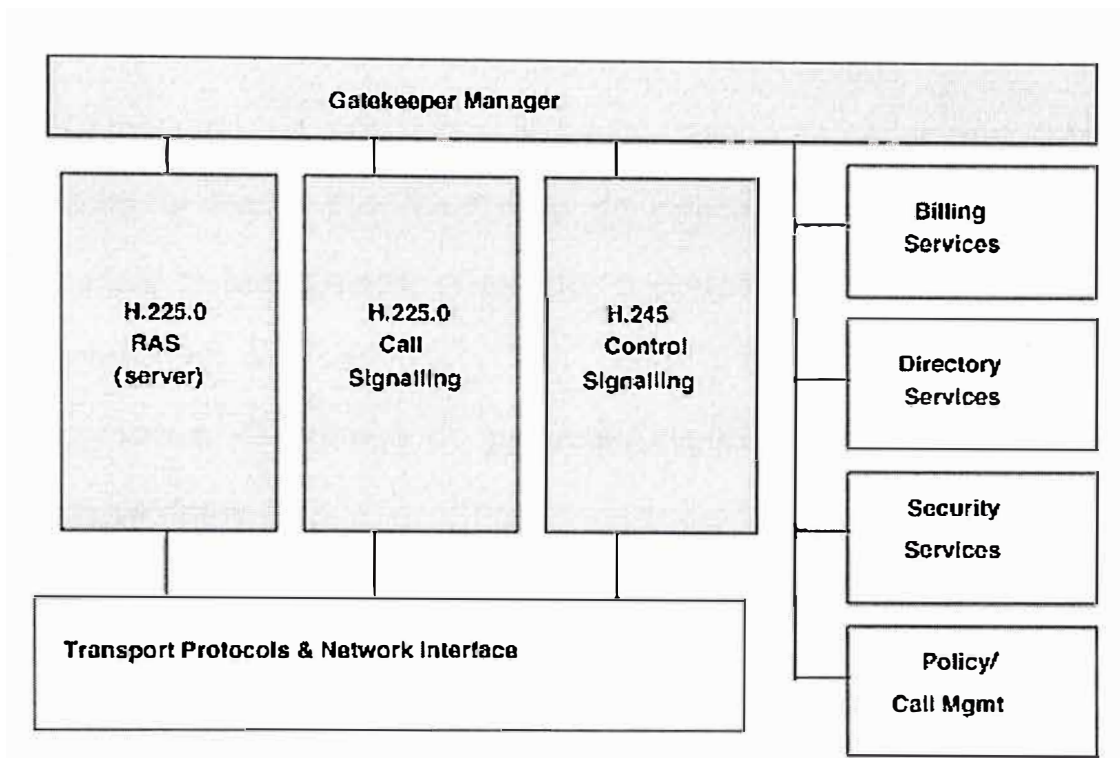 Gatekeeper Manager
H.225.0
RAS
(server)
H.225.0
Call
Signalling
H.245
Control
Signalling
Billing
Services
Directory
Services
Security
Services
Policy/
Call Mgmt
Transport Protocols & Network Interface